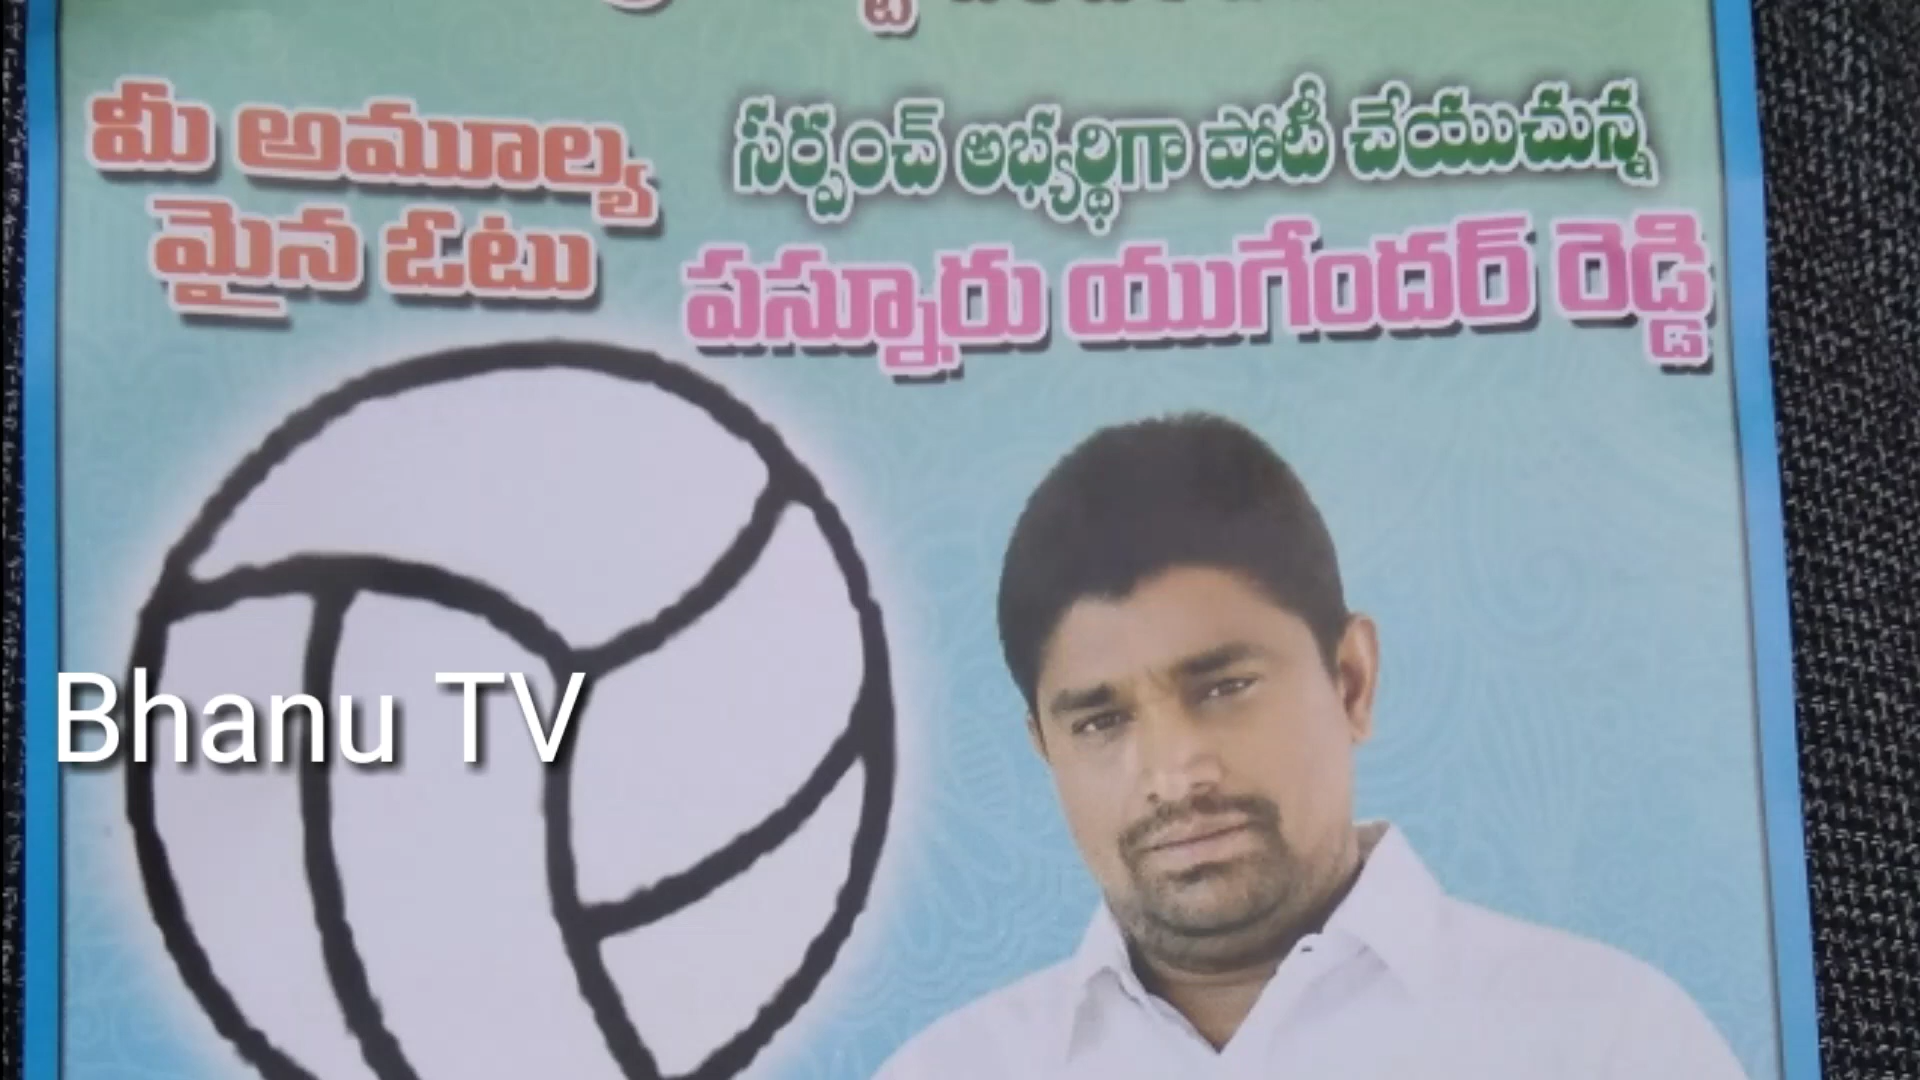 మీ అమూల్య
మైన ఓటు
సర్పంచ్ అభ్యర్థిగా పోటీ చేయుచున్న
పస్నూరు యుగేందర్ రెడ్డి
Bhanu TV